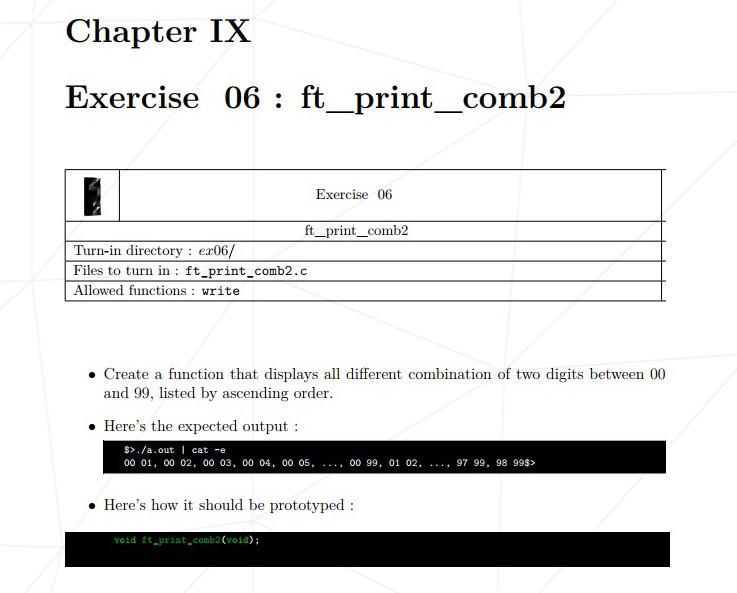 Chapter IX
Exercise 06 : ft_print_comb2
Exercise 06
ft_print_comb2
Turn-in directory : ex06/
Files to turn in : ft_print_comb2.c
Allowed functions : write
• Create a function that displays all different combination of two digits between 00
and 99, listed by ascending order.
• Here's the expected output :
$>./a.out | cat -e
00 01, 00 02, 00 03, 00 04, 00 05, ..., 00 99, 01 02, ..., 97 99, 98 99$>
• Here's how it should be prototyped :
void ft_print_comb2(void);